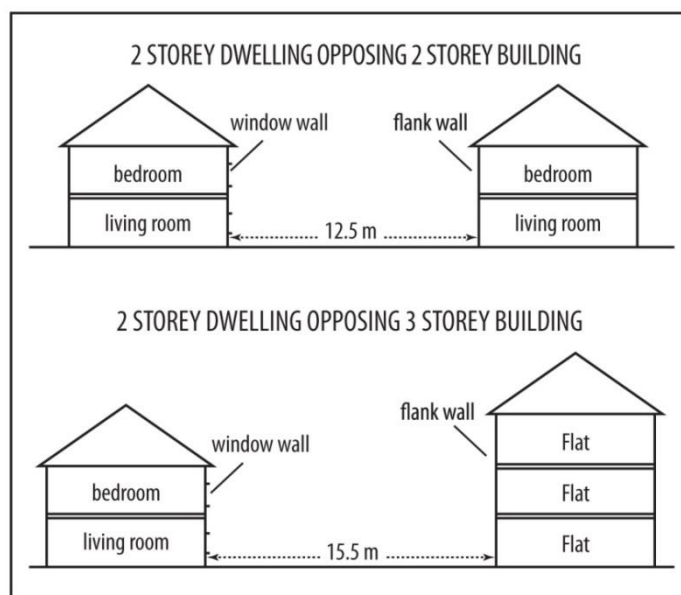 2 STOREY DWELLING OPPOSING 2 STOREY BUILDING
window wall
flank wall
bedroom
bedroom
living room
living room
12.5 m
2 STOREY DWELLING OPPOSING 3 STOREY BUILDING
flank wall
window wall
Flat
bedroom
Flat
living room
Flat
15.5 m